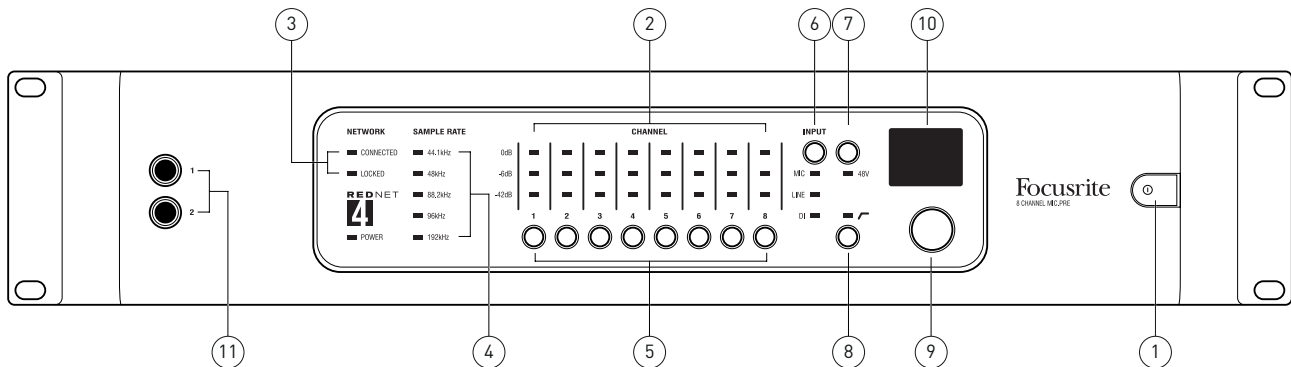 3 2 6 7 10
NETWORK SAMPLE RATE CHANNEL INPUT
CONNECTED 44.1kHz 0dB
LOCKED 48kHz -6dB MIC 48V
REDNET 88.2kHz -42dB LINE
4 96kHz 1 2 3 4 5 6 7 8 DI
POWER 192kHz
1
2
Focusrite
8 CHANNEL MIC.PRE
11 4 5 8 9 1